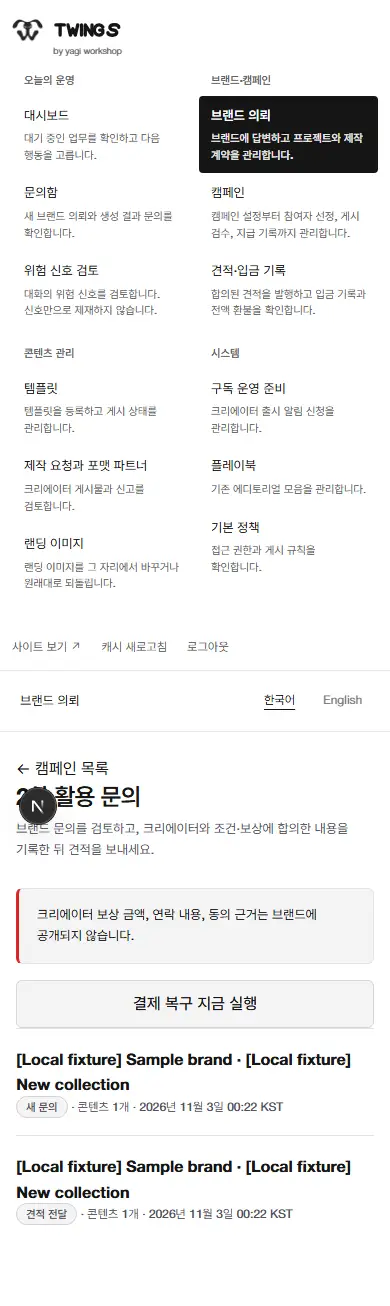 TWINGS
by yagi workshop
오늘의 운영
대시보드
대기 중인 업무를 확인하고 다음
행동을 고릅니다.
문의함
새 브랜드 의뢰와 생성 결과 문의를
확인합니다.
위험 신호 검토
대화의 위험 신호를 검토합니다.
신호만으로 제재하지 않습니다.
브랜드·캠페인
브랜드 의뢰
브랜드에 답변하고 프로젝트와 제작
계약을 관리합니다.
캠페인
캠페인 설정부터 참여자 선정, 게시
검수, 지급 기록까지 관리합니다.
견적·입금 기록
합의된 견적을 발행하고 입금 기록과
전액 환불을 확인합니다.
콘텐츠 관리
템플릿
템플릿을 등록하고 게시 상태를
관리합니다.
제작 요청과 포맷 파트너
크리에이터 게시물과 신고를
검토합니다.
랜딩 이미지
랜딩 이미지를 그 자리에서 바꾸거나
원래대로 되돌립니다.
시스템
구독 운영 준비
크리에이터 출시 알림 신청을
관리합니다.
플레이북
기존 에디토리얼 모음을 관리합니다.
기본 정책
접근 권한과 게시 규칙을
확인합니다.
사이트 보기 ↗ 캐시 새로고침 로그아웃
브랜드 의뢰 한국어 English
← 캠페인 목록
활용 문의
N
브랜드 문의를 검토하고, 크리에이터와 조건·보상에 합의한 내용을
기록한 뒤 견적을 보내세요.
크리에이터 보상 금액, 연락 내용, 동의 근거는 브랜드에
공개되지 않습니다.
결제 복구 지금 실행
[Local fixture] Sample brand · [Local fixture]
New collection
새 문의 · 콘텐츠 1개 · 2026년 11월 3일 00:22 KST
[Local fixture] Sample brand · [Local fixture]
New collection
견적 전달 · 콘텐츠 1개 · 2026년 11월 3일 00:22 KST